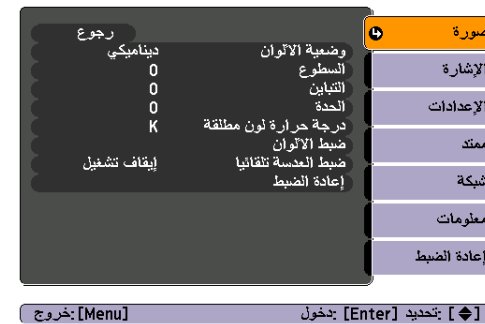 رجوع
وضعية الألوان ديناميكي
السطوع 0
التباين 0
الحدة 0
درجة حرارة لون مطلقة K
ضبط الألوان
ضبط العدسة تلقائيا إيقاف تشغيل
إعادة الضبط
صورة
الإشارة
الإعدادات
ممتد
شبكة
معلومات
إعادة الضبط
[Menu]: خروج [Enter]: دخول [◆]: تحديد